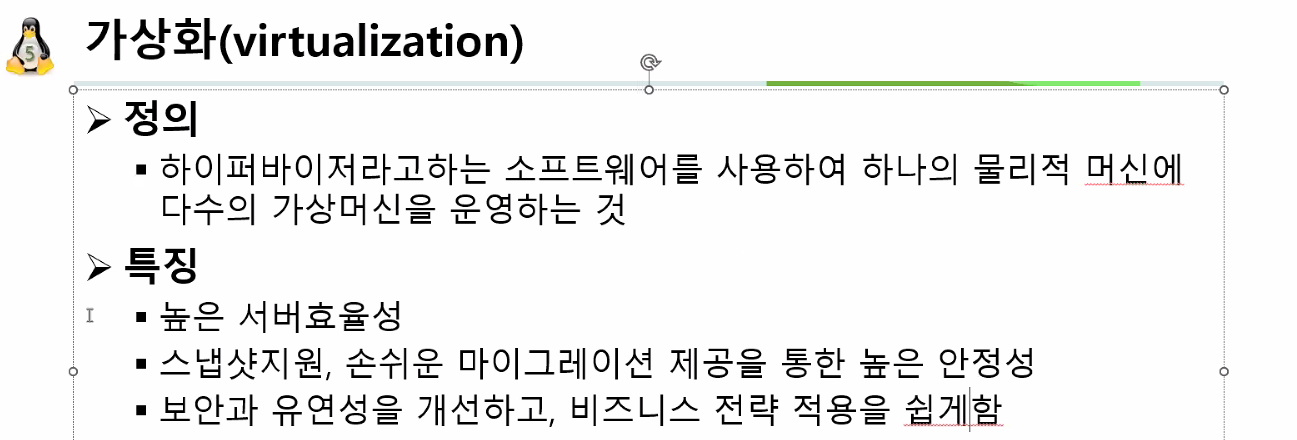 5
가상화(virtualization)
정의
하이퍼바이저라고하는 소프트웨어를 사용하여 하나의 물리적 머신에
다수의 가상머신을 운영하는 것
특징
높은 서버효율성
스냅샷지원, 손쉬운 마이그레이션 제공을 통한 높은 안정성
보안과 유연성을 개선하고, 비즈니스 전략 적용을 쉽게함